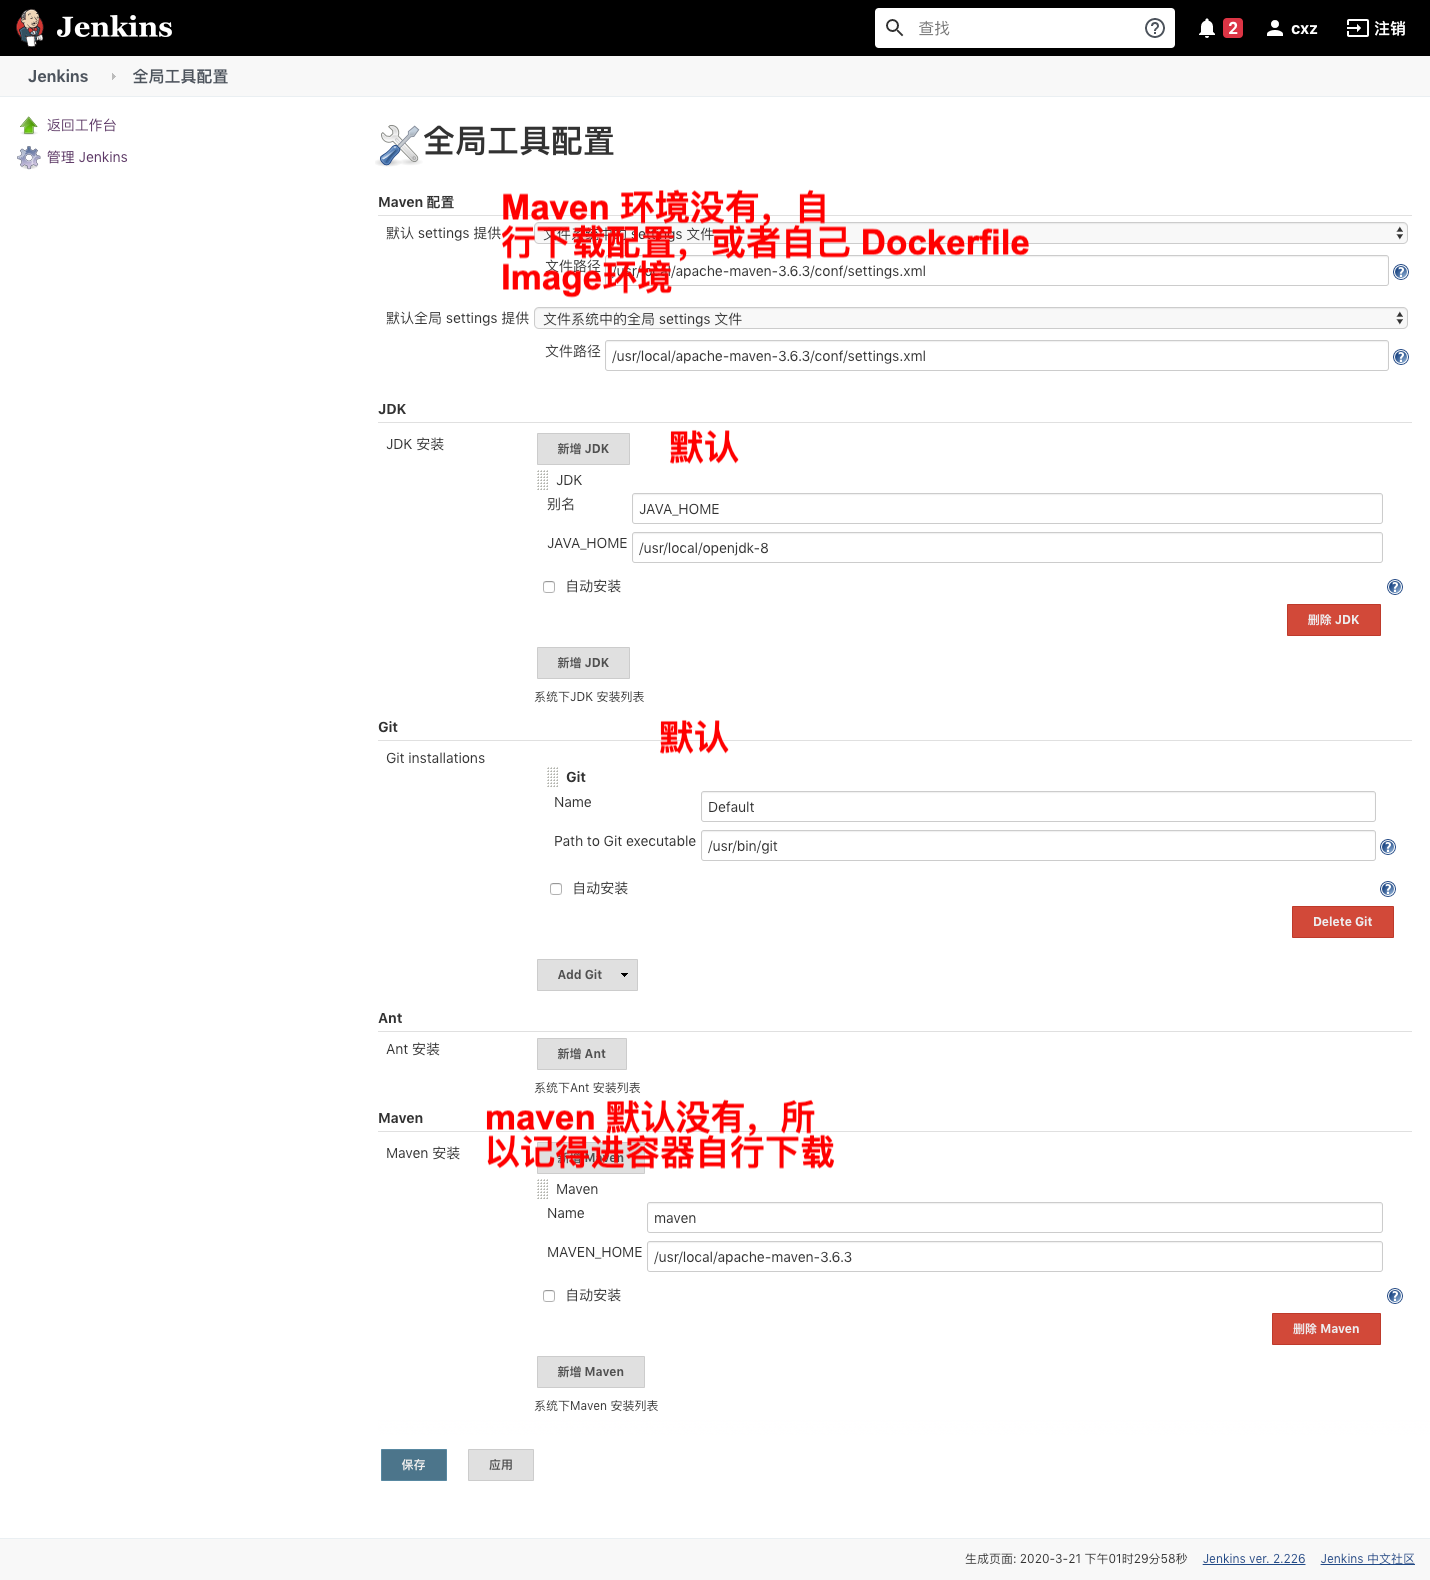 Jenkins
查找
2
cxz
注销
Jenkins
全局工具配置
返回工作台
管理 Jenkins
全局工具配置
Maven 配置
Maven 环境没有，自
行下载配置，或者自己 Dockerfile
Image环境
默认 settings 提供
文件系统中的 settings 文件
文件路径
/usr/local/apache-maven-3.6.3/conf/settings.xml
默认全局 settings 提供
文件系统中的全局 settings 文件
文件路径
/usr/local/apache-maven-3.6.3/conf/settings.xml
JDK
JDK 安装
新增 JDK
默认
JDK
别名
JAVA_HOME
JAVA_HOME
/usr/local/openjdk-8
自动安装
删除 JDK
新增 JDK
系统下JDK 安装列表
Git
默认
Git installations
Git
Name
Default
Path to Git executable
/usr/bin/git
自动安装
Delete Git
Add Git
Ant
Ant 安装
新增 Ant
系统下Ant 安装列表
Maven
maven 默认没有，所
以记得进容器自行下载
Maven 安装
新增 Maven
Maven
Name
maven
MAVEN_HOME
/usr/local/apache-maven-3.6.3
自动安装
删除 Maven
新增 Maven
系统下Maven 安装列表
保存
应用
生成页面: 2020-3-21 下午01时29分58秒
Jenkins ver. 2.226
Jenkins 中文社区